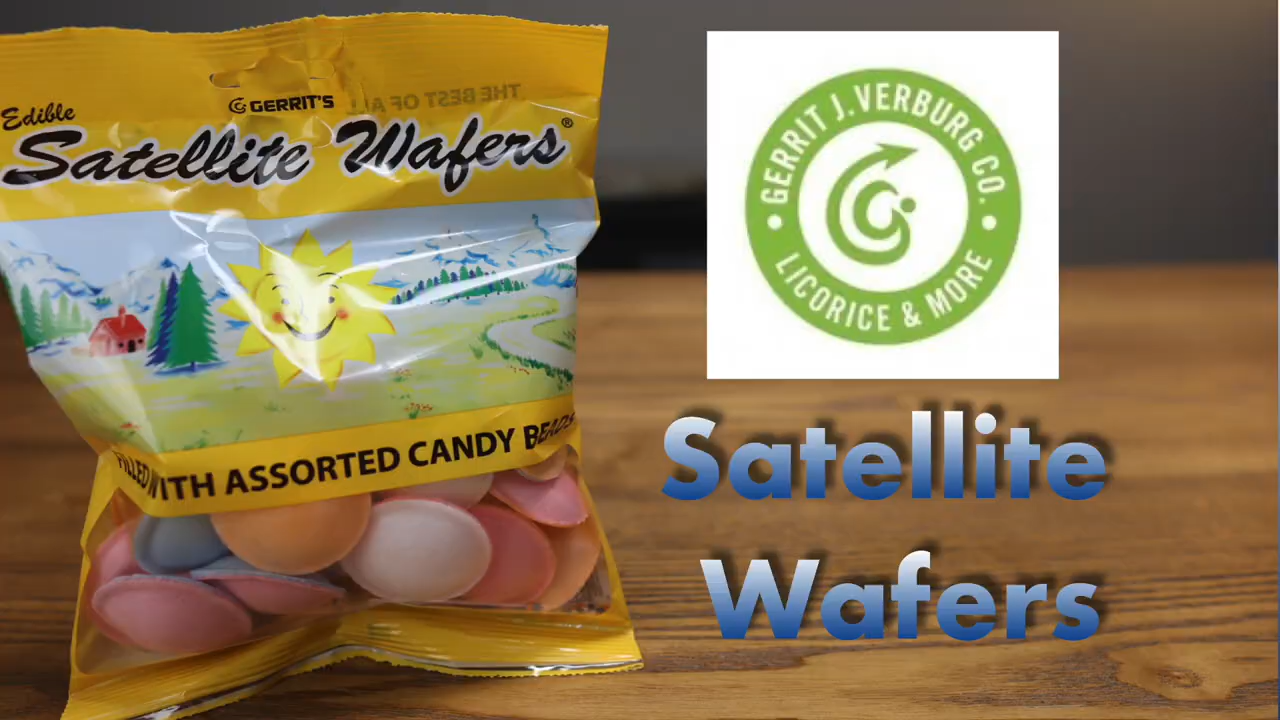 THE BEST OF ALL
GERRIT'S
Edible
Satellite Wafers®
FILLED WITH ASSORTED CANDY BEADS
GERRIT J. VERBURG CO.
LICORICE & MORE
Satellite
Wafers